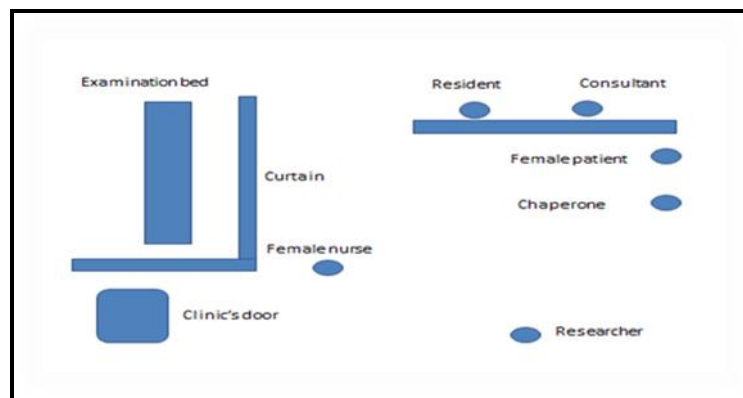 Examination bed
Resident
Consultant
Female patient
Curtain
Chaperone
Female nurse
Clinic's door
Researcher